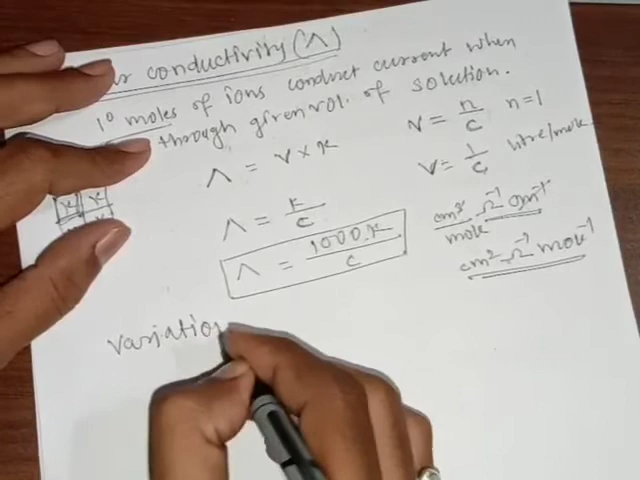 conductivity (Λ)
1° moles of ions conduct current when
through given vol. of solution.
Λ = V × κ
V = n/c n=1
V = 1/c litre/mole
Λ = κ/c
Λ = 1000.κ/c
cm³/mole Ω⁻¹ cm⁻¹
cm² Ω⁻¹ mole⁻¹
κ κ
Variation